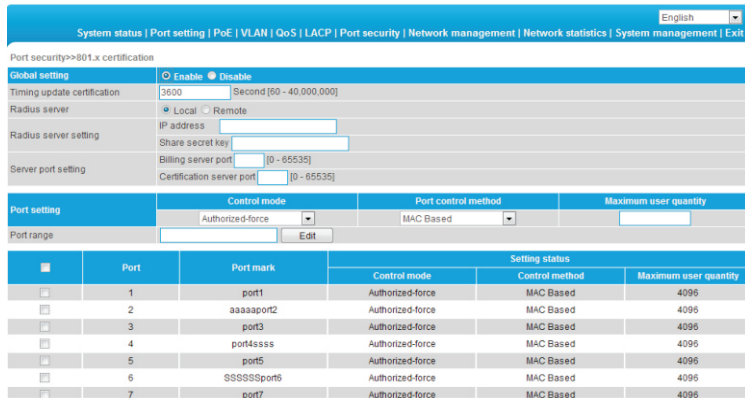 English
System status | Port setting | PoE | VLAN | QoS | LACP | Port security | Network management | Network statistics | System management | Exit
Port security>>801.x certification
Global setting Enable Disable
Timing update certification 3600 Second [60 - 40,000,000]
Radius server Local Remote
Radius server setting IP address
Share secret key
Server port setting Billing server port [0 - 65535]
Certification server port [0 - 65535]
Port setting Control mode Port control method Maximum user quantity
Authorized-force MAC Based
Port range Edit
Port Port mark Setting status
Control mode Control method Maximum user quantity
1 port1 Authorized-force MAC Based 4096
2 aaaaaport2 Authorized-force MAC Based 4096
3 port3 Authorized-force MAC Based 4096
4 port4ssss Authorized-force MAC Based 4096
5 port5 Authorized-force MAC Based 4096
6 SSSSSSport6 Authorized-force MAC Based 4096
7 port7 Authorized-force MAC Based 4096